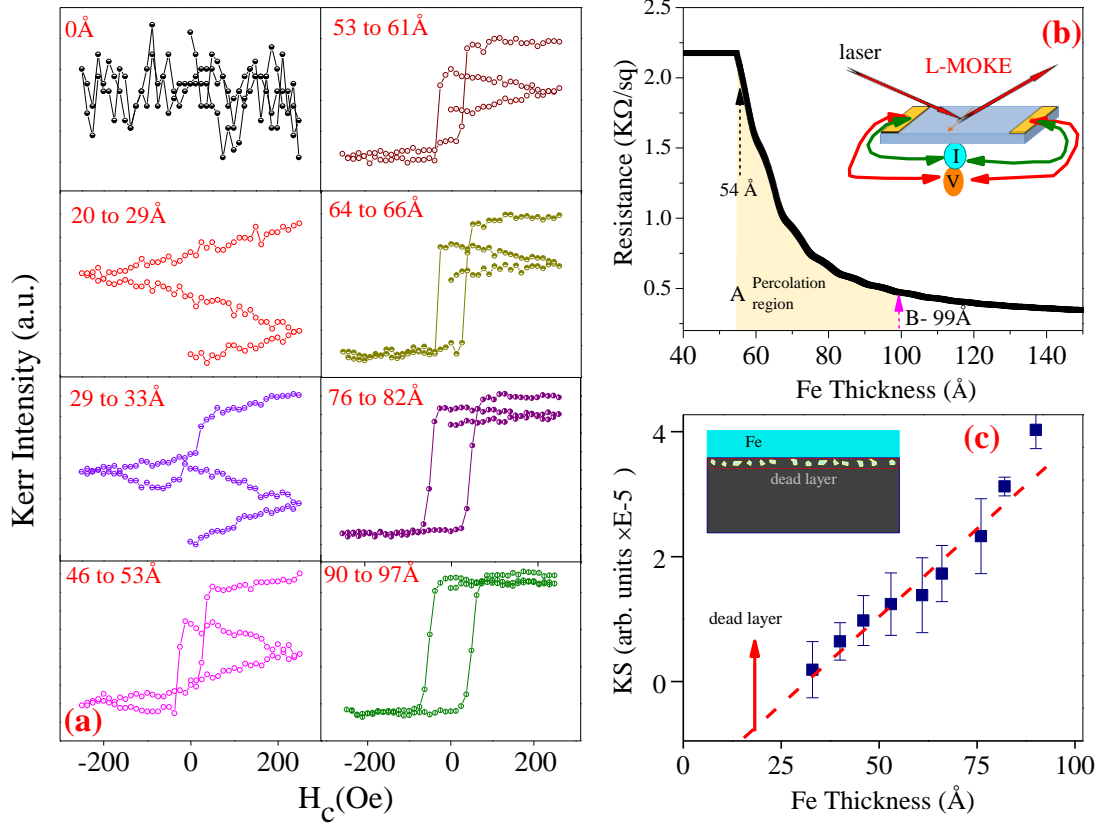 0Å
53 to 61Å
20 to 29Å
64 to 66Å
29 to 33Å
76 to 82Å
46 to 53Å
90 to 97Å
(a)
Kerr Intensity (a.u.)
-200
0
200
-200
0
200
H_c(Oe)
(b)
laser
L-MOKE
I
V
54 Å
A
Percolation
region
B- 99Å
2.5
2.0
1.5
1.0
0.5
Resistance (KΩ/sq)
40
60
80
100
120
140
Fe Thickness (Å)
(c)
Fe
dead layer
dead layer
4
2
0
KS (arb. units ×E-5)
0
25
50
75
100
Fe Thickness (Å)